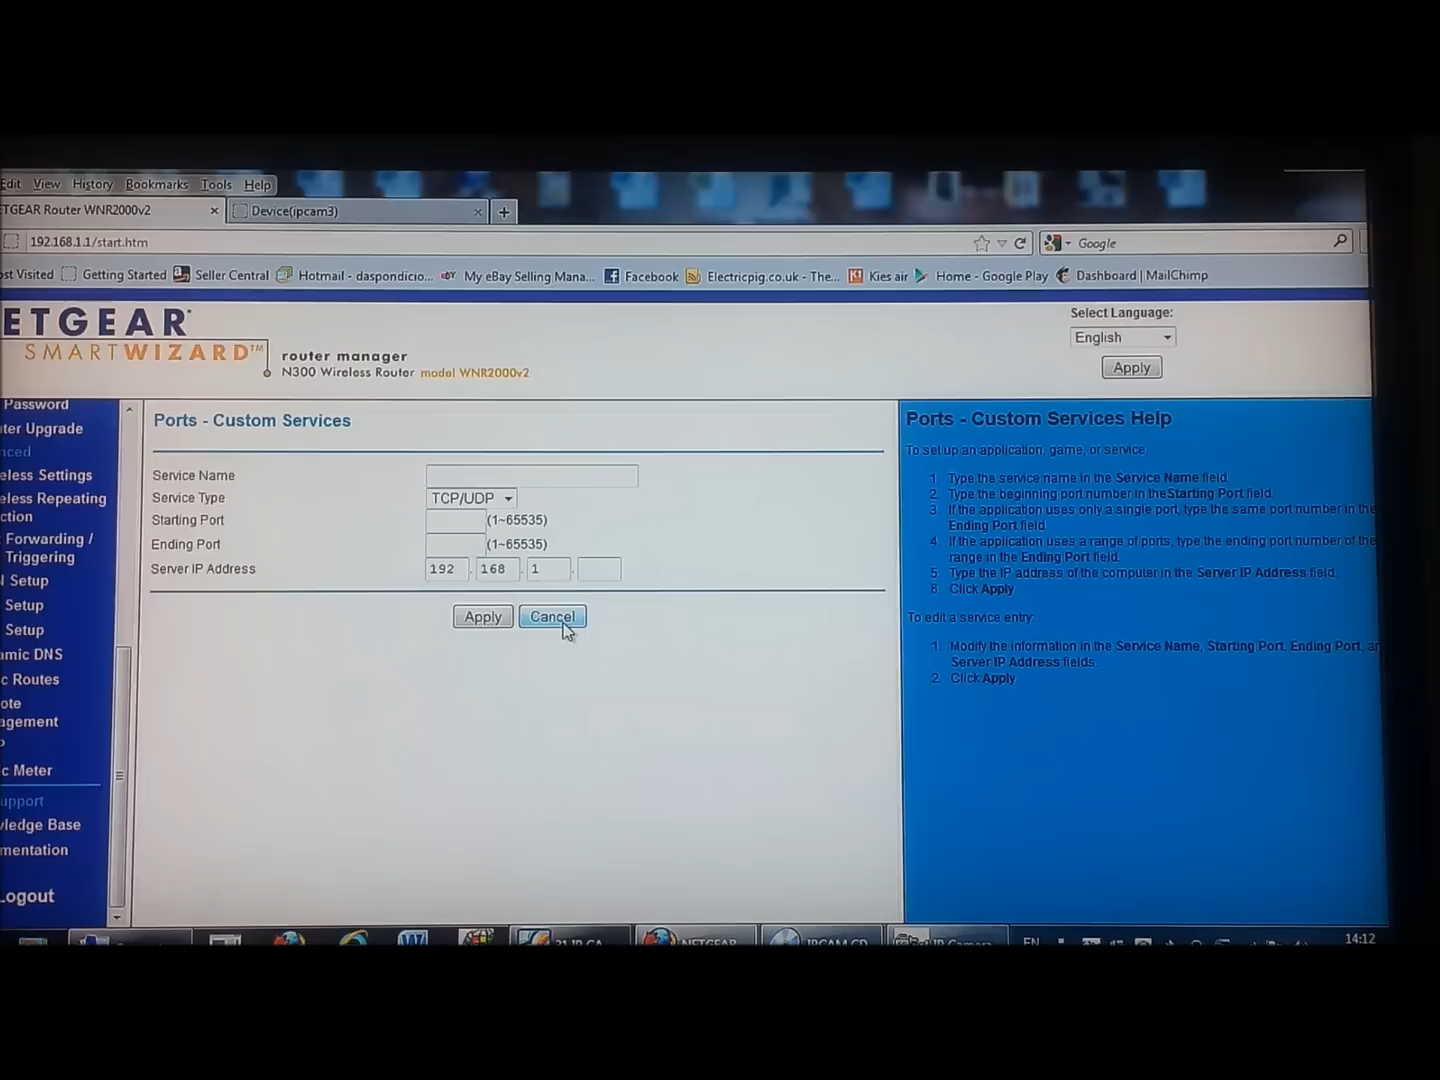 Edit View History Bookmarks Tools Help
ETGEAR Router WNR2000v2 × Device(ipcam3) × +
192.168.1.1/start.htm Google
ost Visited Getting Started Seller Central Hotmail - daspondicio... My eBay Selling Mana... Facebook Electricpig.co.uk - The... Kies air Home - Google Play Dashboard | MailChimp
ETGEAR
SMARTWIZARD™
router manager
N300 Wireless Router model WNR2000v2
Select Language:
English
Apply
Password
ter Upgrade
nced
eless Settings
eless Repeating
ction
Forwarding /
Triggering
N Setup
Setup
Setup
amic DNS
c Routes
ote
agement
P
c Meter
upport
vledge Base
mentation
Logout
Ports - Custom Services
Service Name
Service Type TCP/UDP
Starting Port (1~65535)
Ending Port (1~65535)
Server IP Address 192 . 168 . 1 .
Apply Cancel
Ports - Custom Services Help
To set up an application, game, or service
1. Type the service name in the Service Name field.
2. Type the beginning port number in the Starting Port field.
3. If the application uses only a single port, type the same port number in the
Ending Port field.
4. If the application uses a range of ports, type the ending port number of the
range in the Ending Port field.
5. Type the IP address of the computer in the Server IP Address field.
6. Click Apply
To edit a service entry:
1. Modify the information in the Service Name, Starting Port, Ending Port, an
Server IP Address fields.
2. Click Apply.
NETGEAR IPCAM CD IP Camera EN 14:12